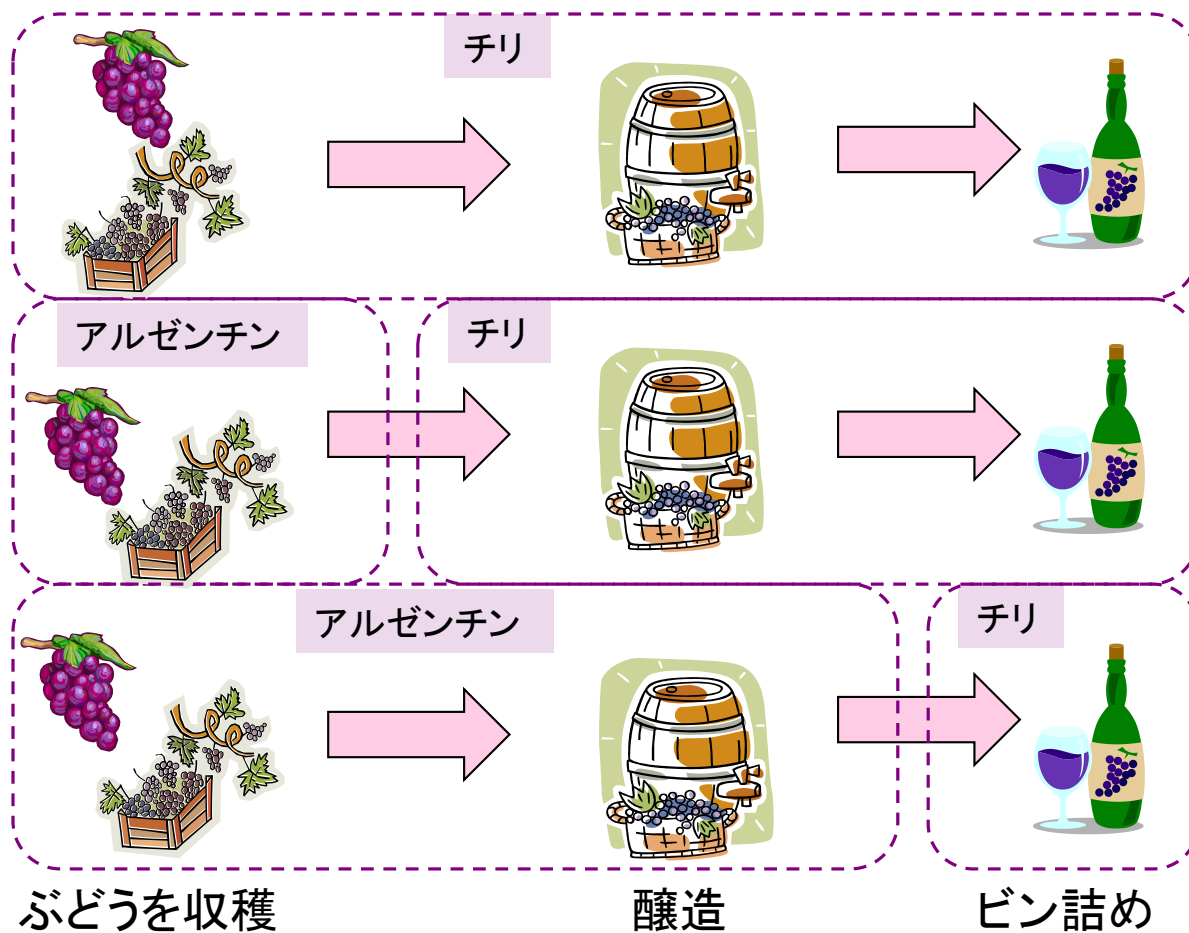 チリ
アルゼンチン
チリ
アルゼンチン
チリ
ぶどうを収穫
醸造
ビン詰め